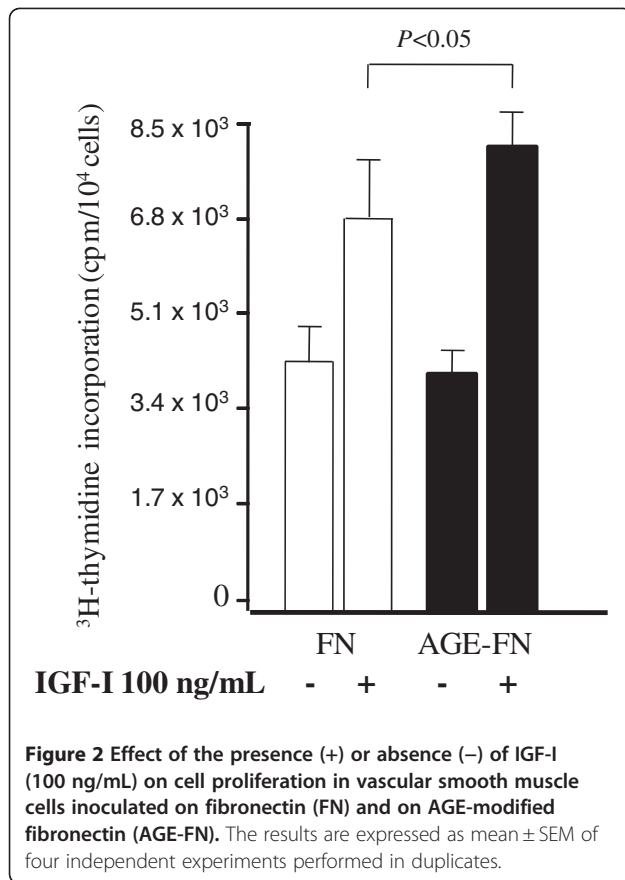 P<0.05
³H-thymidine incorporation (cpm/10⁴ cells)
8.5 x 10³
6.8 x 10³
5.1 x 10³
3.4 x 10³
1.7 x 10³
0
FN AGE-FN
IGF-I 100 ng/mL - + - +
Figure 2 Effect of the presence (+) or absence (−) of IGF-I
(100 ng/mL) on cell proliferation in vascular smooth muscle
cells inoculated on fibronectin (FN) and on AGE-modified
fibronectin (AGE-FN). The results are expressed as mean ± SEM of
four independent experiments performed in duplicates.